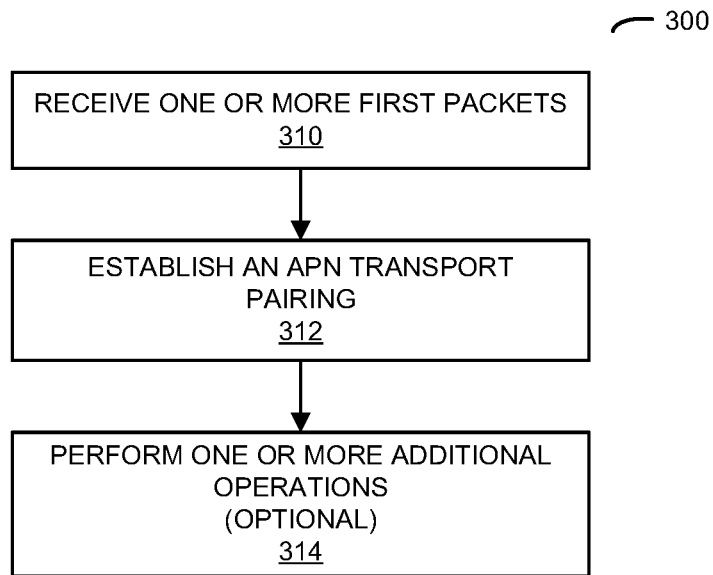 300
RECEIVE ONE OR MORE FIRST PACKETS
310
ESTABLISH AN APN TRANSPORT
PAIRING
312
PERFORM ONE OR MORE ADDITIONAL
OPERATIONS
(OPTIONAL)
314